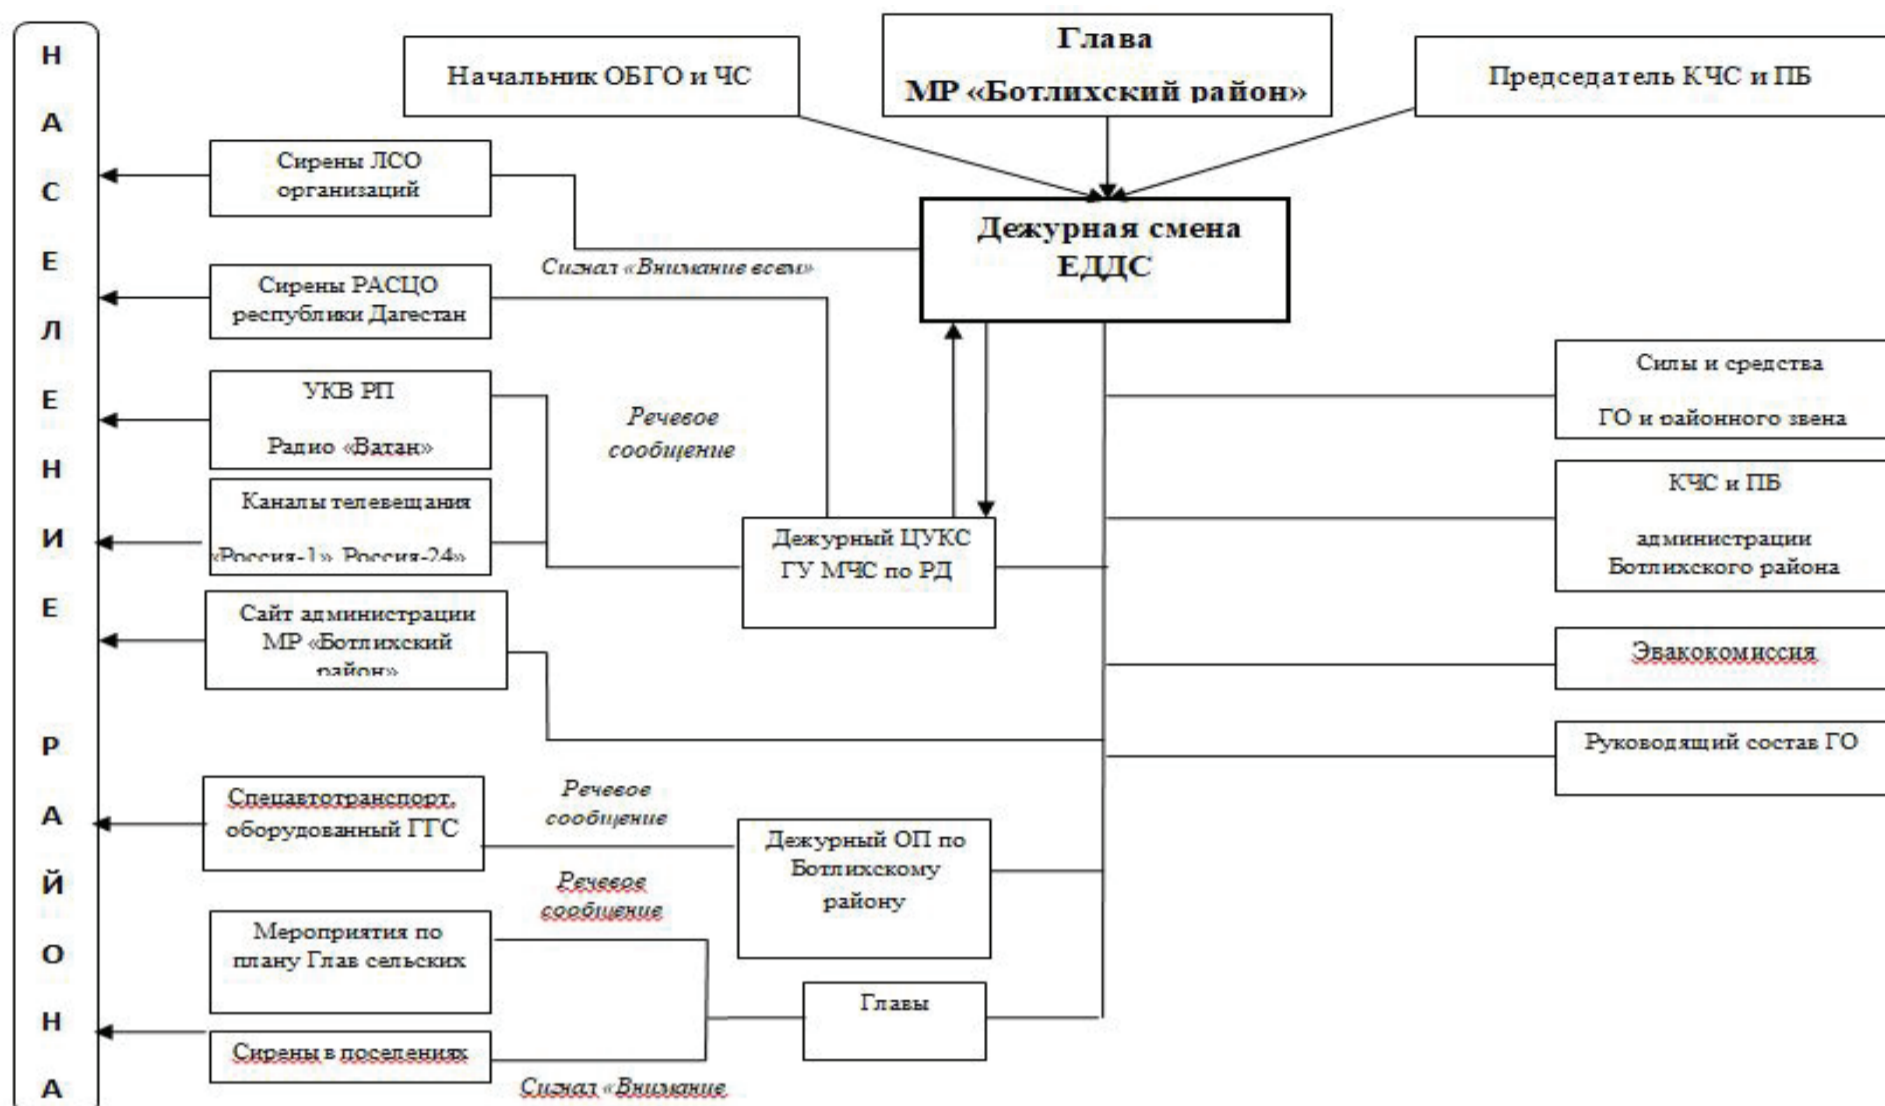 НАСЕЛЕНИЕ РАЙОНА
Начальник ОБГО и ЧС
Глава
МР «Ботлихский район»
Председатель КЧС и ПБ
Сирены ЛСО
организаций
Дежурная смена
ЕДДС
Сигнал «Внимание всем»
Сирены РАСЦО
республики Дагестан
УКВ РП
Радио «Ватан»
Речевое
сообщение
Каналы телевещания
«Россия-1» Россия-24»
Дежурный ЦУКС
ГУ МЧС по РД
Сайт администрации
МР «Ботлихский
район»
Силы и средства
ГО и районного звена
КЧС и ПБ
администрации
Ботлихского района
Эвакокомиссия
Руководящий состав ГО
Спецавтотранспорт,
оборудованный ГГС
Речевое
сообщение
Дежурный ОП по
Ботлихскому
району
Речевое
сообщение
Мероприятия по
плану Глав сельских
Главы
Сирены в поселениях
Сигнал «Внимание